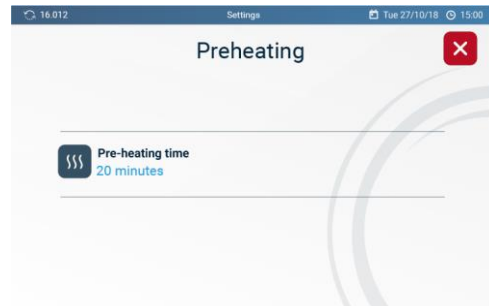 16.012 Settings Tue 27/10/18 15:00
Preheating
Pre-heating time
20 minutes